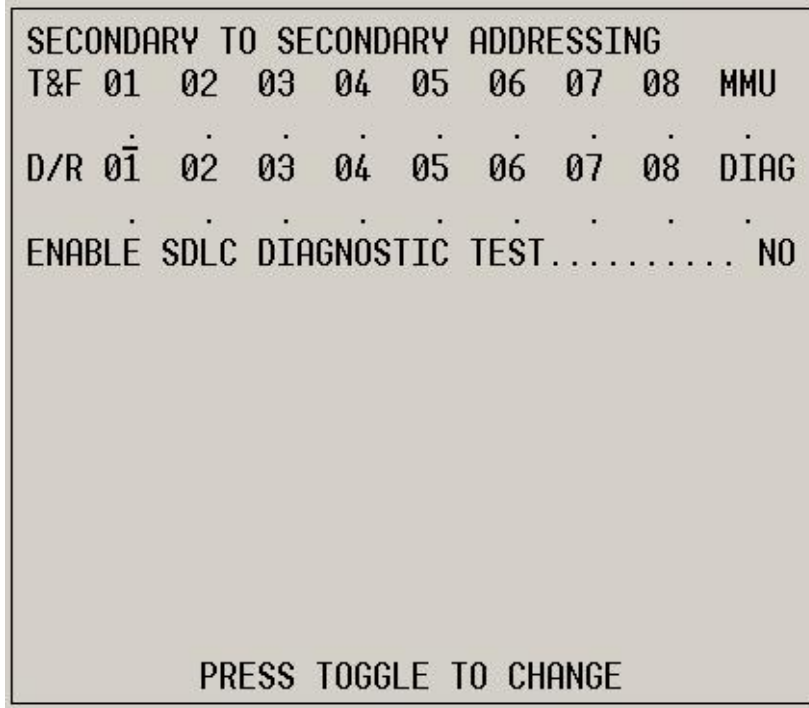 SECONDARY TO SECONDARY ADDRESSING
T&F 01 02 03 04 05 06 07 08 MMU
. . . . . . . . .
D/R 01 02 03 04 05 06 07 08 DIAG
. . . . . . . . .
ENABLE SDLC DIAGNOSTIC TEST.......... NO
PRESS TOGGLE TO CHANGE